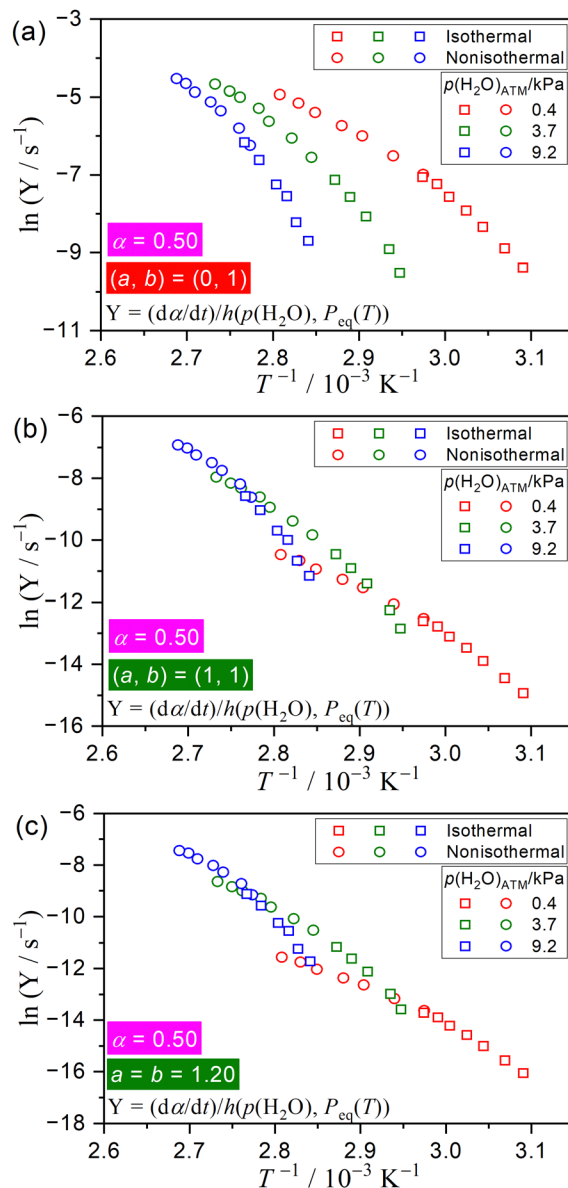 (a)
−3
−5
−7
−9
−11
ln (Y / s⁻¹)
Isothermal
Nonisothermal
p(H₂O)ATM/kPa
0.4
3.7
9.2
α = 0.50
(a, b) = (0, 1)
Y = (dα/dt)/h(p(H₂O), Peq(T))
2.6 2.7 2.8 2.9 3.0 3.1
T⁻¹ / 10⁻³ K⁻¹
(b)
−6
−8
−10
−12
−14
−16
ln (Y / s⁻¹)
Isothermal
Nonisothermal
p(H₂O)ATM/kPa
0.4
3.7
9.2
α = 0.50
(a, b) = (1, 1)
Y = (dα/dt)/h(p(H₂O), Peq(T))
2.6 2.7 2.8 2.9 3.0 3.1
T⁻¹ / 10⁻³ K⁻¹
(c)
−6
−8
−10
−12
−14
−16
−18
ln (Y / s⁻¹)
Isothermal
Nonisothermal
p(H₂O)ATM/kPa
0.4
3.7
9.2
α = 0.50
a = b = 1.20
Y = (dα/dt)/h(p(H₂O), Peq(T))
2.6 2.7 2.8 2.9 3.0 3.1
T⁻¹ / 10⁻³ K⁻¹